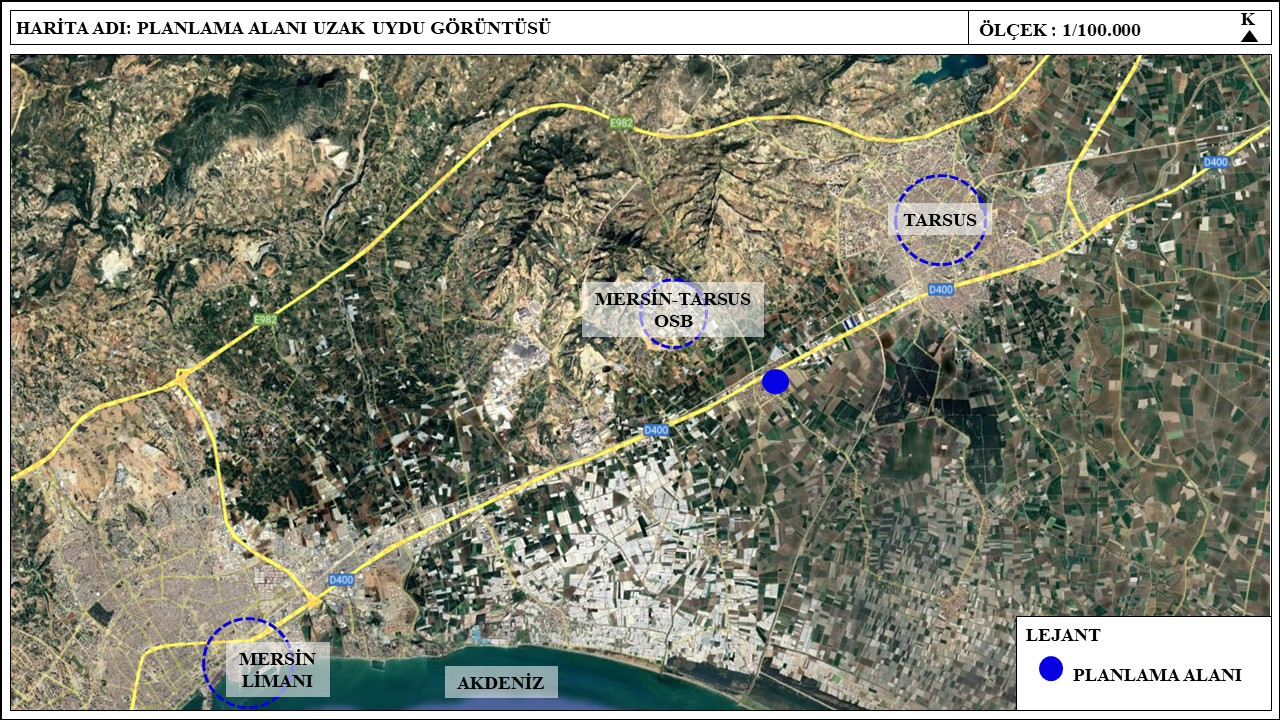 HARİTA ADI: PLANLAMA ALANI UZAK UYDU GÖRÜNTÜSÜ
ÖLÇEK : 1/100.000
K
E982
D400
TARSUS
D400
MERSİN-TARSUS
OSB
E982
D400
D400
MERSİN
LİMANI
AKDENİZ
LEJANT
PLANLAMA ALANI